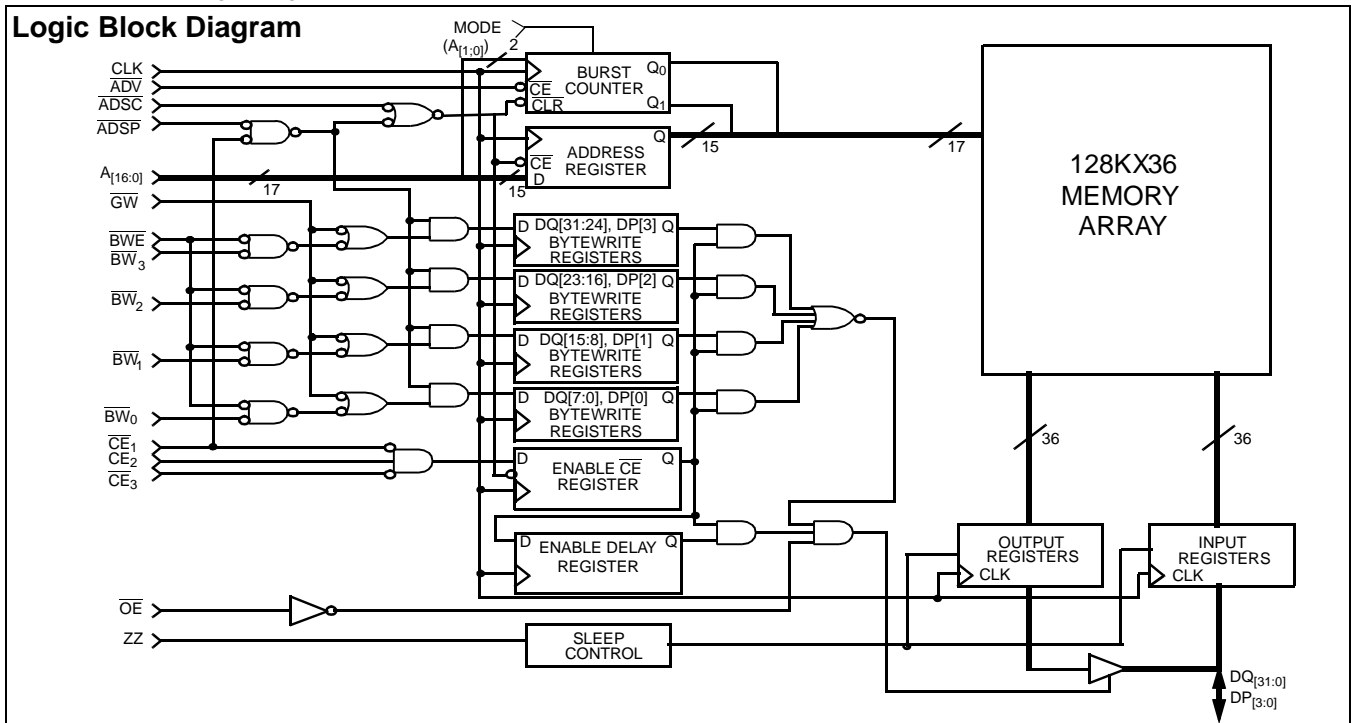 Logic Block Diagram
MODE
(A[1;0])
2
CLK
ADV
ADSC
ADSP
A[16:0]
17
GW
BWE
BW3
BW2
BW1
BW0
CE1
CE2
CE3
OE
ZZ
BURST
COUNTER
CE
CLR
Q0
Q1
ADDRESS
REGISTER
CE
D
Q
15
15
17
128KX36
MEMORY
ARRAY
D DQ[31:24], DP[3] Q
BYTEWRITE
REGISTERS
D DQ[23:16], DP[2] Q
BYTEWRITE
REGISTERS
D DQ[15:8], DP[1] Q
BYTEWRITE
REGISTERS
D DQ[7:0], DP[0] Q
BYTEWRITE
REGISTERS
D ENABLE CE Q
REGISTER
D ENABLE DELAY Q
REGISTER
SLEEP
CONTROL
36
36
OUTPUT
REGISTERS
CLK
INPUT
REGISTERS
CLK
DQ[31:0]
DP[3:0]